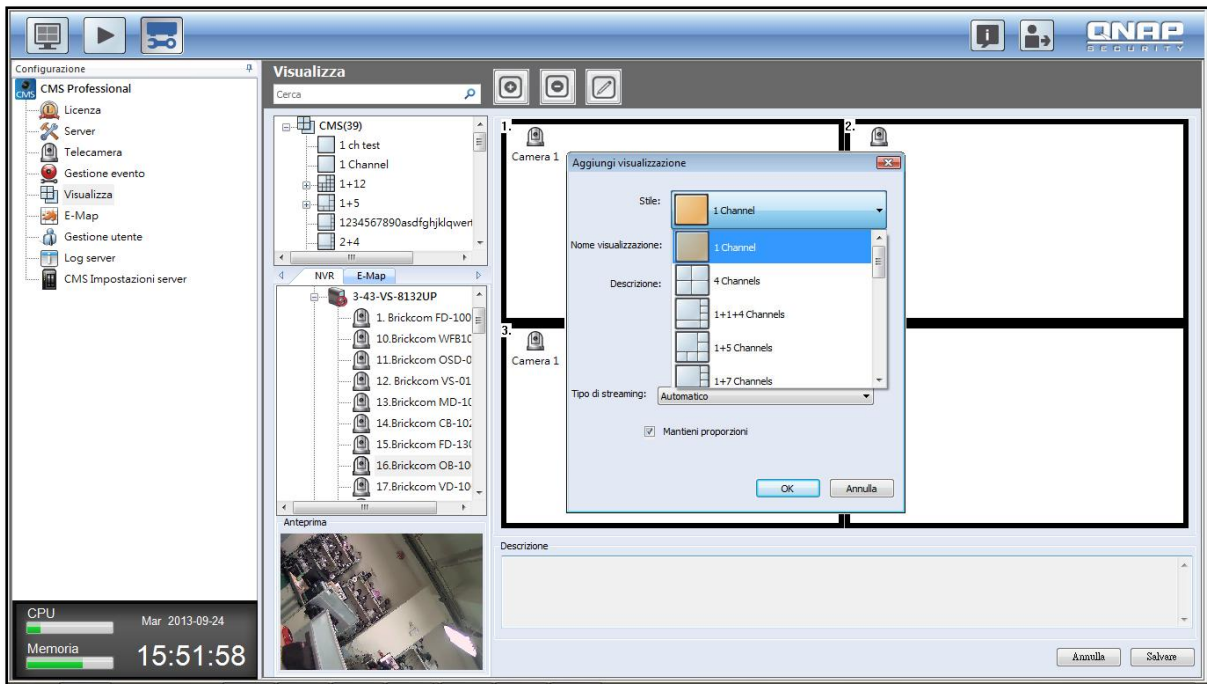 QNAP
SECURITY
Configurazione
CMS Professional
CMS
Licenza
Server
Telecamera
Gestione evento
Visualizza
E-Map
Gestione utente
Log server
CMS Impostazioni server
CPU
Mar 2013-09-24
Memoria
15:51:58
Visualizza
Cerca
CMS(39)
1 ch test
1 Channel
1+12
1+5
1234567890asdfghjklqwert
2+4
NVR
E-Map
3-43-VS-8132UP
1. Brickcom FD-100
10.Brickcom WFB10
11.Brickcom OSD-0
12. Brickcom VS-01
13.Brickcom MD-10
14.Brickcom CB-102
15.Brickcom FD-130
16.Brickcom OB-10
17.Brickcom VD-10
Anteprima
1.
Camera 1
2.
3.
Camera 1
Aggiungi visualizzazione
Stile:
1 Channel
Nome visualizzazione:
1 Channel
Descrizione:
4 Channels
1+1+4 Channels
1+5 Channels
1+7 Channels
Tipo di streaming:
Automatico
Mantieni proporzioni
OK
Annulla
Descrizione
Annulla
Salvare